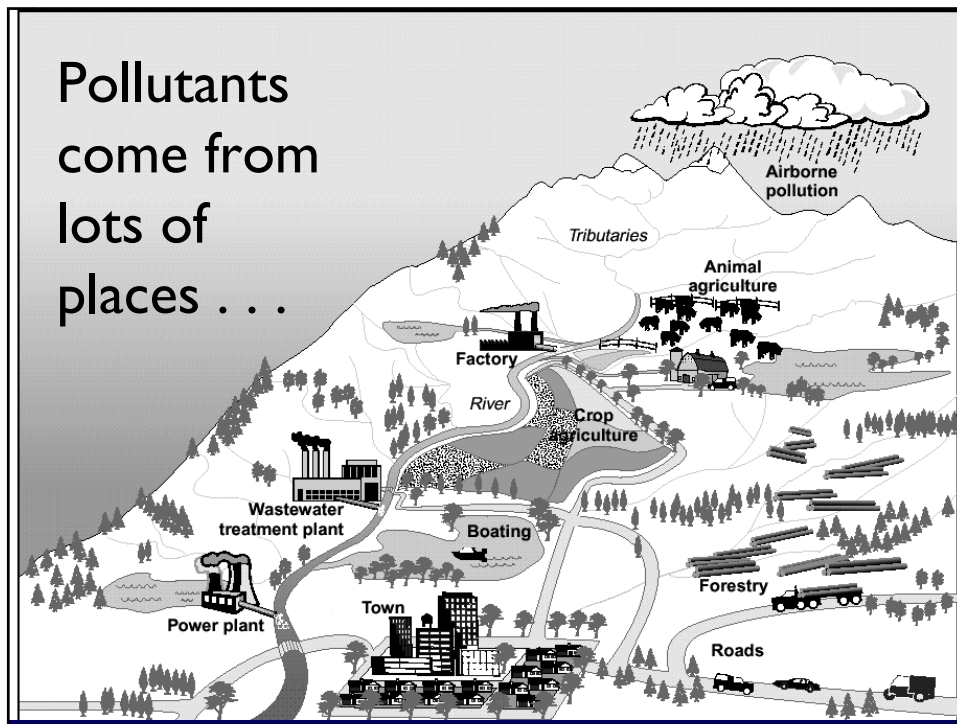 Pollutants
come from
lots of
places . . .
Airborne
pollution
Tributaries
Animal
agriculture
Factory
River
Crop
agriculture
Wastewater
treatment plant
Boating
Forestry
Town
Power plant
Roads